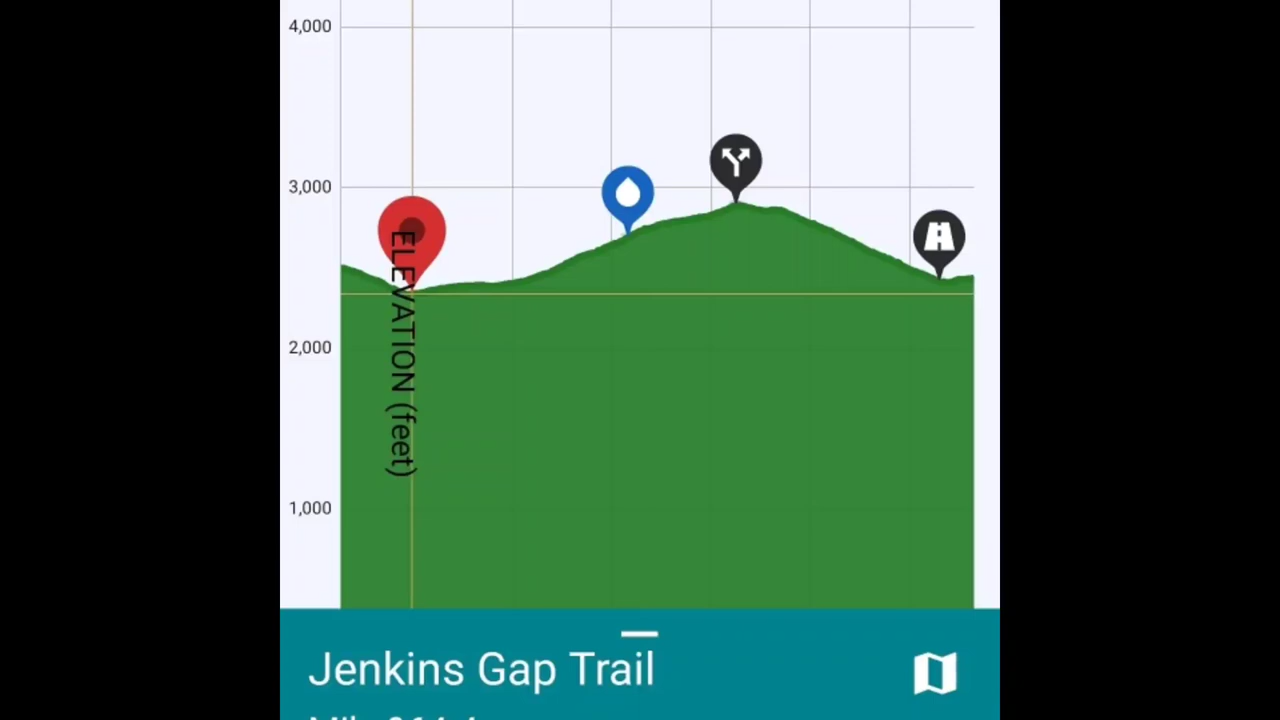 4,000
3,000
2,000
1,000
ELEVATION (feet)
Jenkins Gap Trail